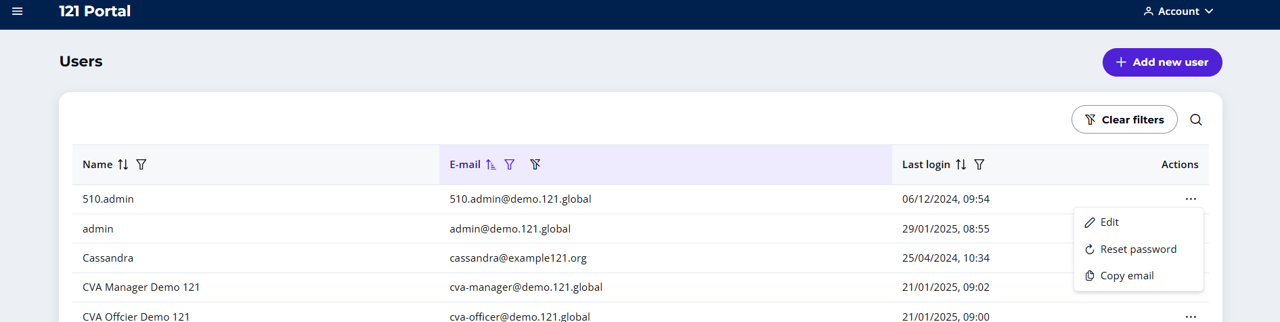 121 Portal
Account
Users
Add new user
Clear filters
Name E-mail Last login Actions
510.admin 510.admin@demo.121.global 06/12/2024, 09:54 ...
admin admin@demo.121.global 29/01/2025, 08:55
Edit
Cassandra cassandra@example121.org 25/04/2024, 10:34
Reset password
CVA Manager Demo 121 cva-manager@demo.121.global 21/01/2025, 09:02
Copy email
CVA Offcier Demo 121 cva-officer@demo.121.global 21/01/2025, 09:00 ...